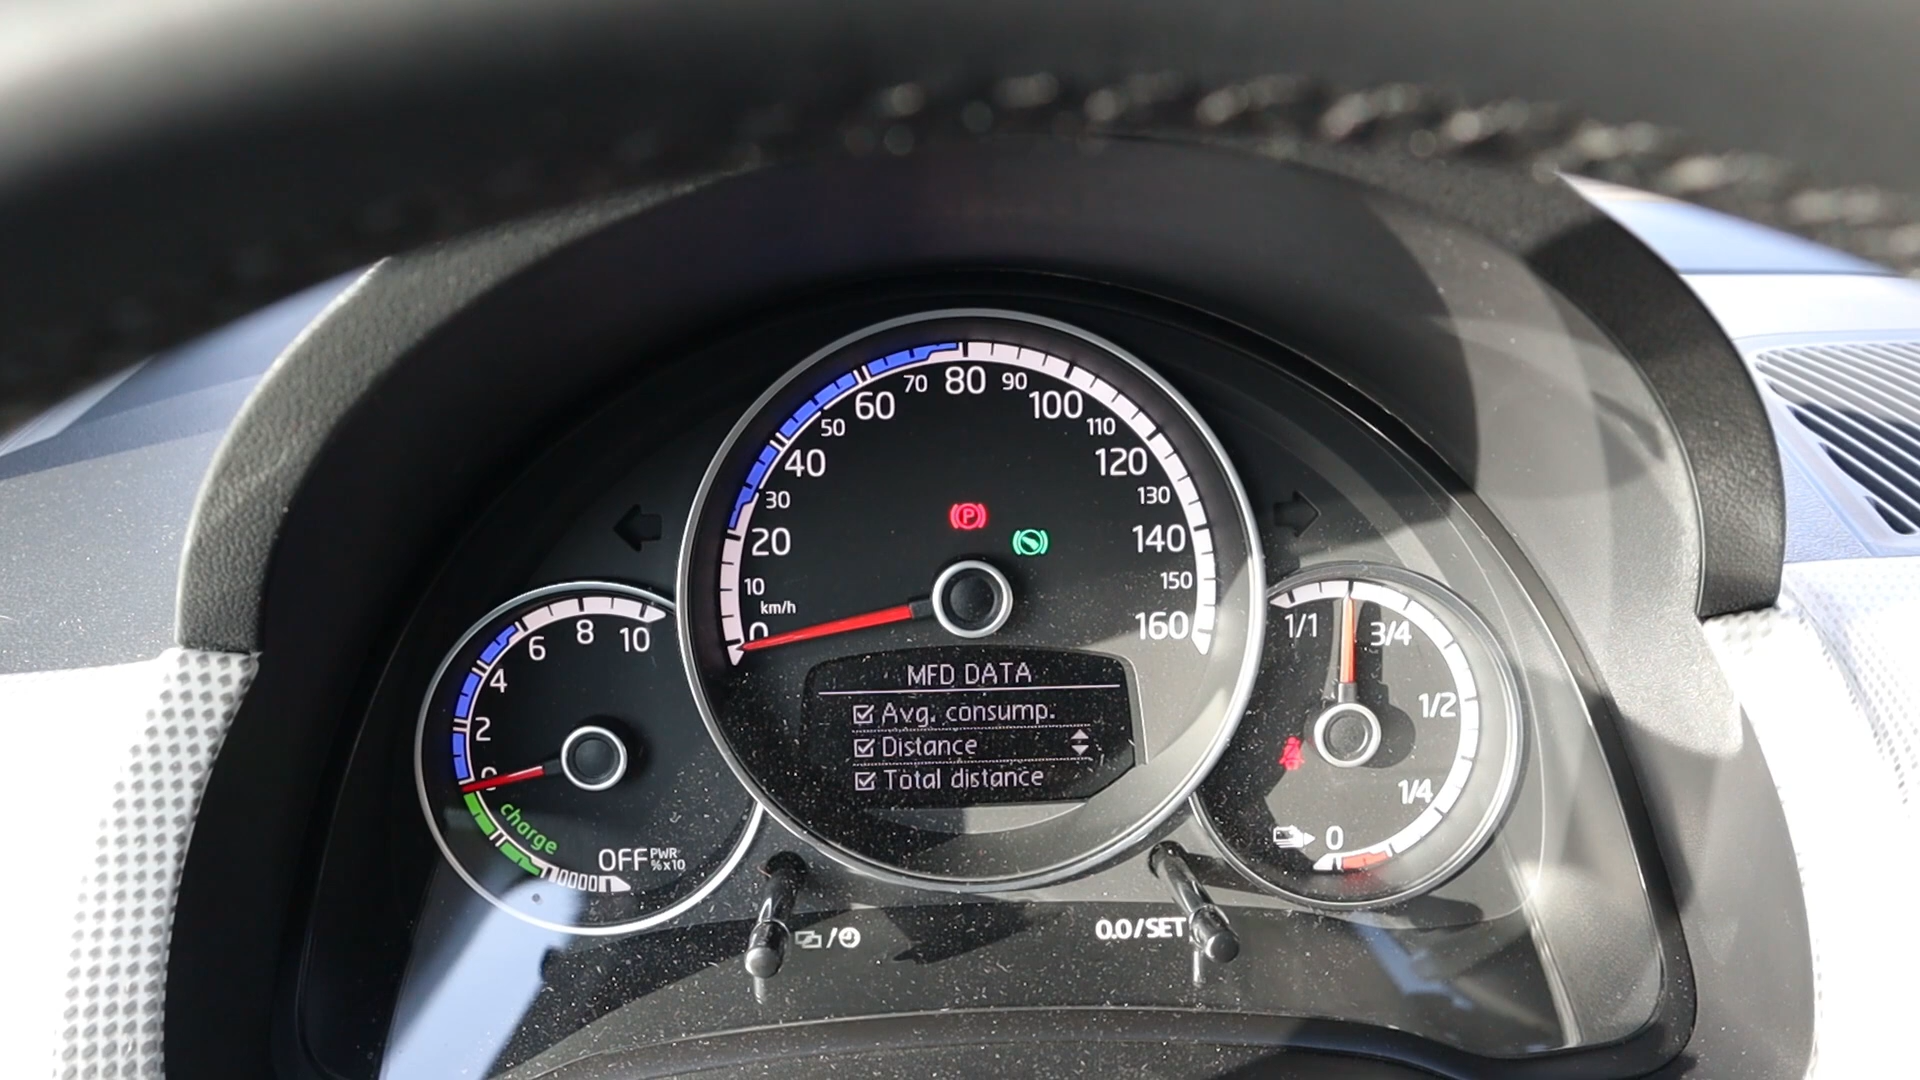 0
10
20
30
40
50
60
70
80
90
100
110
120
130
140
150
160
km/h
P
MFD DATA
Avg. consump.
Distance
Total distance
0
2
4
6
8
10
charge
OFF
PWR
%x10
1/1
3/4
1/2
1/4
0
0.0/SET